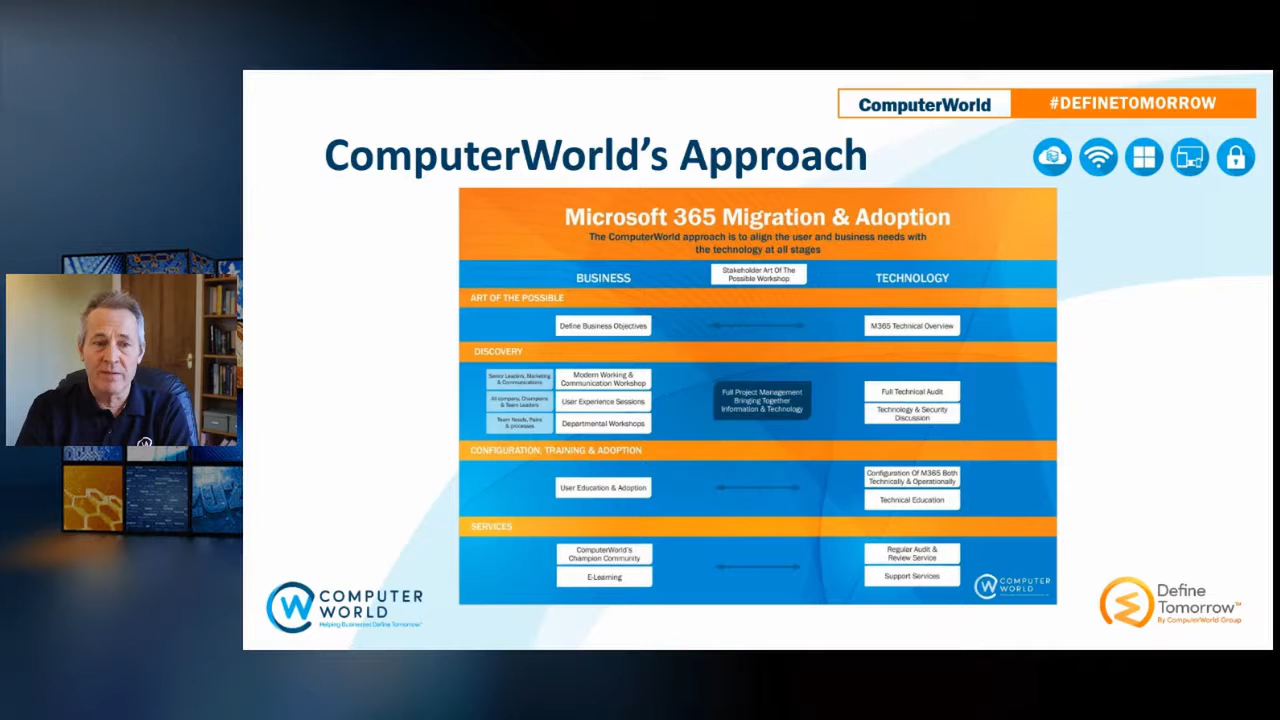 ComputerWorld
#DEFINETOMORROW
ComputerWorld's Approach
Microsoft 365 Migration & Adoption
The ComputerWorld approach is to align the user and business needs with
the technology at all stages
BUSINESS
Stakeholder Art Of The
Possible Workshop
TECHNOLOGY
ART OF THE POSSIBLE
Define Business Objectives
M365 Technical Overview
DISCOVERY
Senior Leaders, Marketing
& Communications
Modern Working &
Communication Workshop
All company, Champions
& Team Leaders
User Experience Sessions
Team Needs, Pains
& processes
Departmental Workshops
Full Project Management
Bringing Together
Information & Technology
Full Technical Audit
Technology & Security
Discussion
CONFIGURATION, TRAINING & ADOPTION
User Education & Adoption
Configuration Of M365 Both
Technically & Operationally
Technical Education
SERVICES
ComputerWorld's
Champion Community
E-Learning
Regular Audit &
Review Service
Support Services
COMPUTER
WORLD
COMPUTER
WORLD
Helping Businesses Define Tomorrow™
Define
Tomorrow™
By ComputerWorld Group